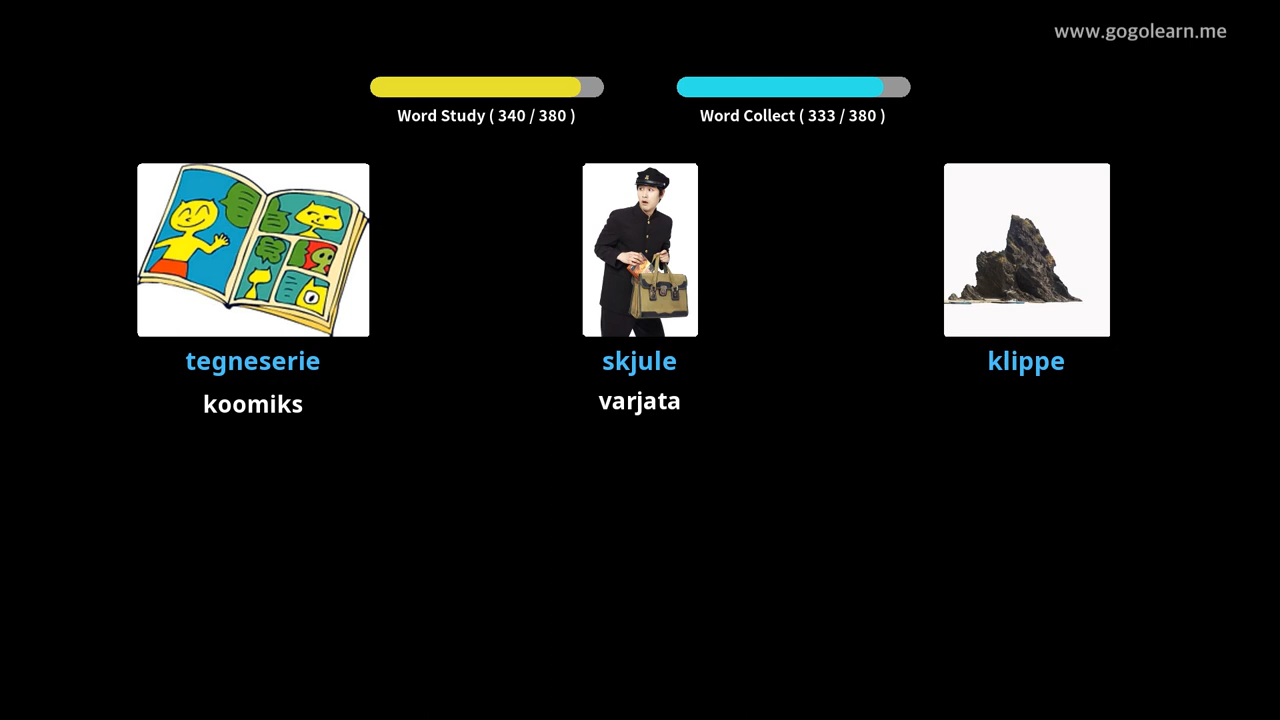 www.gogolearn.me
Word Study ( 340 / 380 )
Word Collect ( 333 / 380 )
tegneserie
skjule
klippe
koomiks
varjata